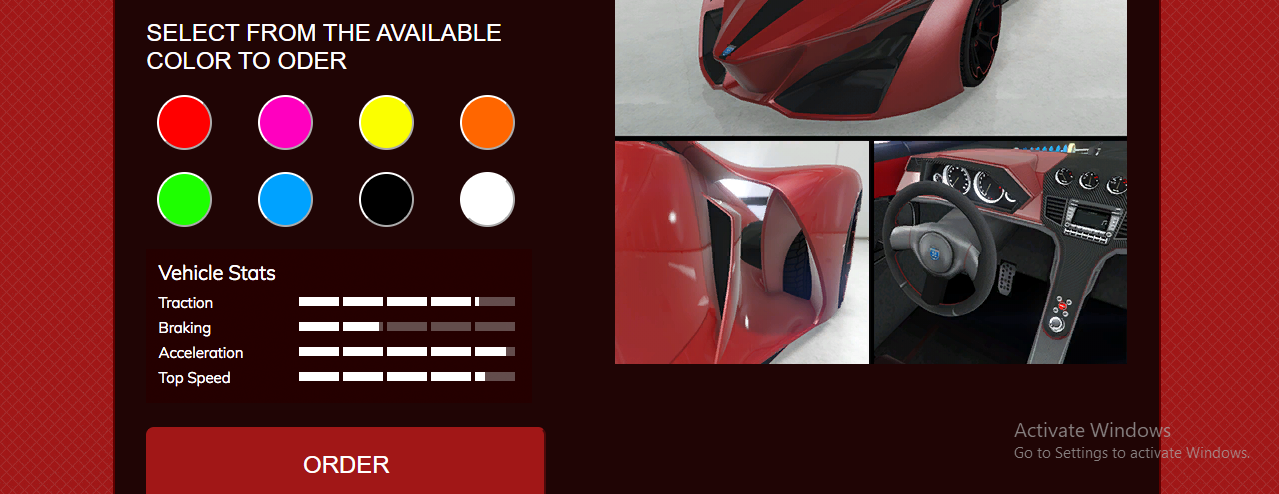 SELECT FROM THE AVAILABLE
COLOR TO ODER
Vehicle Stats
Traction
Braking
Acceleration
Top Speed
ORDER
Activate Windows
Go to Settings to activate Windows.